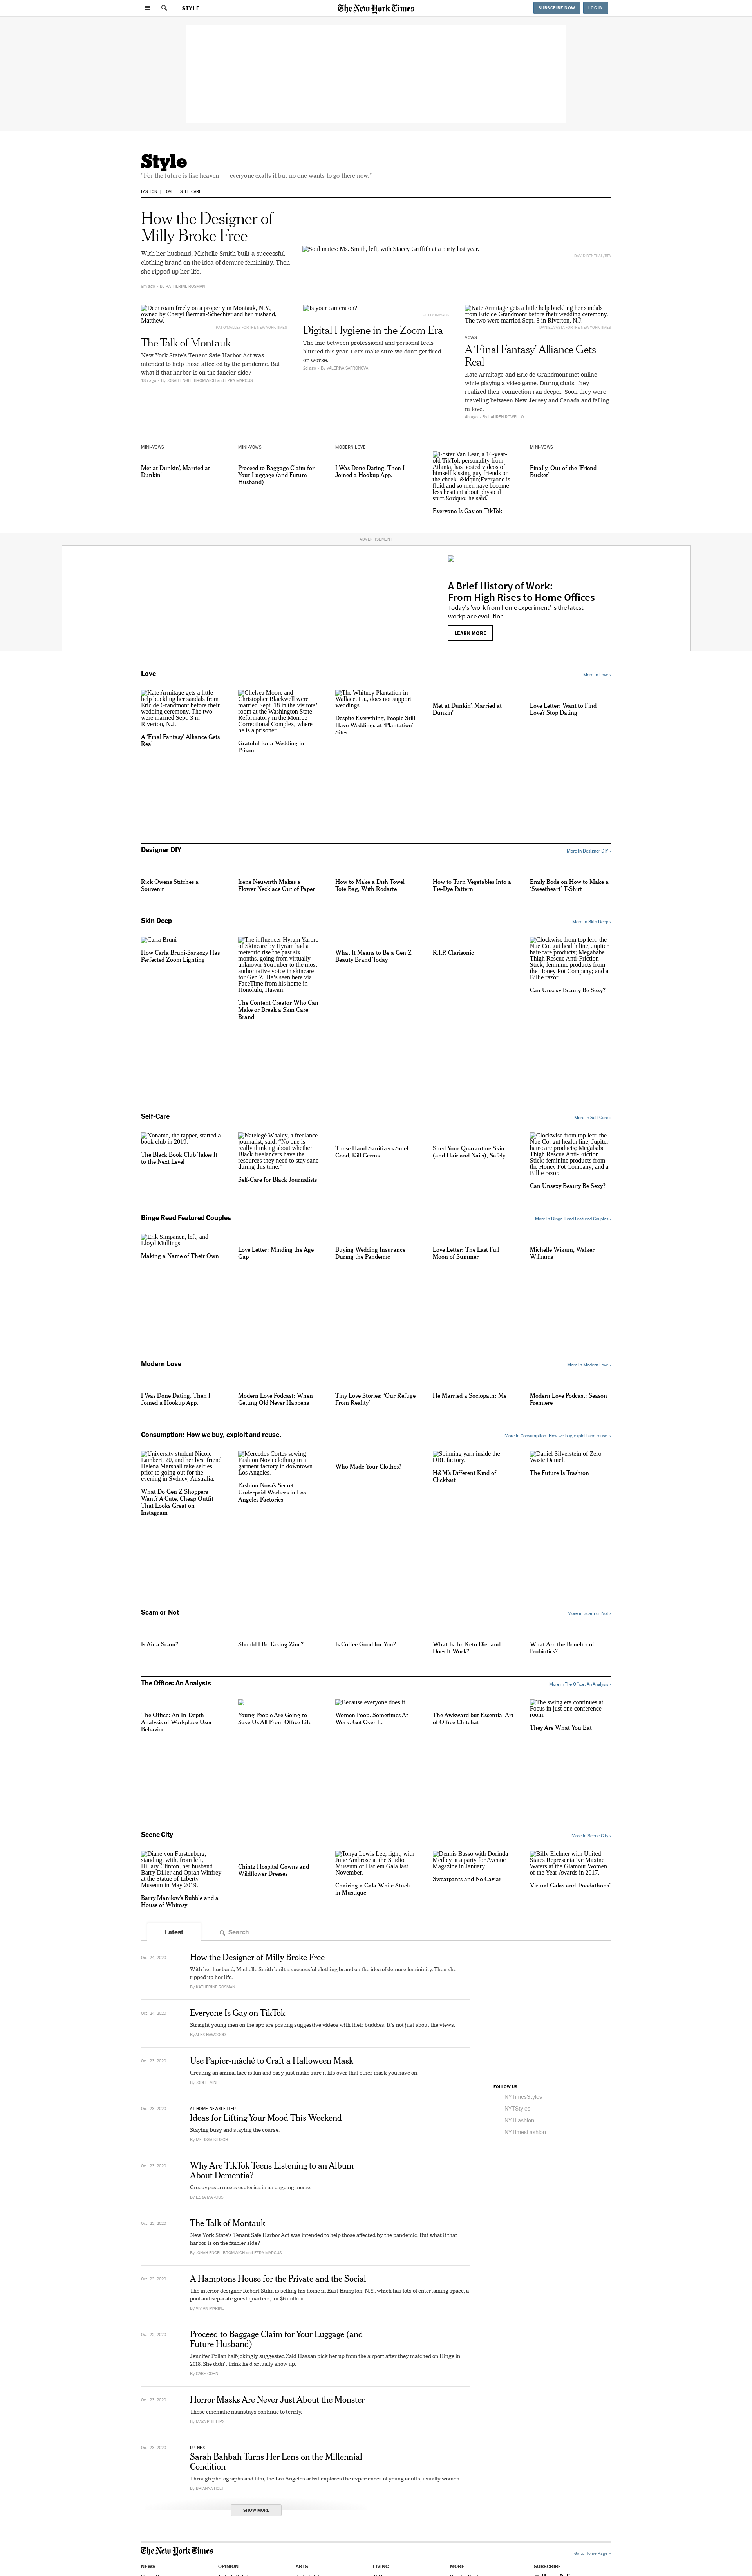 STYLE
The New York Times
SUBSCRIBE NOW
LOG IN
Style
"For the future is like heaven — everyone exalts it but no one wants to go there now."
FASHION
LOVE
SELF-CARE
How the Designer of
Milly Broke Free
With her husband, Michelle Smith built a successful
clothing brand on the idea of demure femininity. Then
she ripped up her life.
By KATHERINE ROSMAN
Soul mates: Ms. Smith, left, with Stacey Griffith at a party last year.
Deer roam freely on a property in Montauk, N.Y.,
owned by Cheryl Berman-Schechter and her husband,
Matthew.
The Talk of Montauk
New York State's Tenant Safe Harbor Act was
intended to help those affected by the pandemic. But
what if that harbor is on the fancier side?
By JONAH ENGEL BROMWICH and EZRA MARCUS
Is your camera on?
GETTY IMAGES
Digital Hygiene in the Zoom Era
The line between professional and personal feels
blurred this year. Let's make sure we don't get fired —
or worse.
2d ago · By VALERIYA SAFRONOVA
Kate Armitage gets a little help buckling her sandals
from Eric de Grandmont before their wedding ceremony.
The two were married Sept. 3 in Riverton, N.J.
VOWS
A 'Final Fantasy' Alliance Gets
Real
Kate Armitage and Eric de Grandmont met online
while playing a video game. During chats, they
realized their connection ran deeper. Soon they were
traveling between New Jersey and Canada and falling
in love.
By LAUREN ROMELLO
MINI-VOWS
Met at Dunkin', Married at
Dunkin'
MINI-VOWS
Proceed to Baggage Claim for
Your Luggage (and Future
Husband)
MODERN LOVE
I Was Done Dating. Then I
Joined a Hookup App.
Foster Van Lear, a 16-year-
old TikTok personality from
Atlanta, has posted videos of
himself kissing guy friends on
the cheek. &ldquo;Everyone is
fluid and so men have become
less hesitant about physical
stuff,&rdquo; he said.
Everyone Is Gay on TikTok
MINI-VOWS
Finally, Out of the 'Friend
Bucket'
ADVERTISEMENT
A Brief History of Work:
From High Rises to Home Offices
Today's 'work from home experiment' is the latest
workplace evolution.
LEARN MORE
Love
More in Love ›
Kate Armitage gets a little
help buckling her sandals
from Eric de Grandmont before their
wedding ceremony. The two
were married Sept. 3 in
Riverton, N.J.
A 'Final Fantasy' Alliance Gets
Real
Chelsea Moore and
Christopher Blackwell were
married Sept. 18 in the visitors'
room at the Washington State
Reformatory in the Monroe
Correctional Complex, where
he is a prisoner.
Grateful for a Wedding in
Prison
The Whitney Plantation in
Wallace, La., does not support
weddings.
Despite Everything, People Still
Have Weddings at 'Plantation'
Sites
Met at Dunkin', Married at
Dunkin'
Love Letter: Want to Find
Love? Stop Dating
Designer DIY
More in Designer DIY ›
Rick Owens Stitches a
Souvenir
Irene Neuwirth Makes a
Flower Necklace Out of Paper
How to Make a Dish Towel
Tote Bag, With Rodarte
How to Turn Vegetables Into a
Tie-Dye Pattern
Emily Bode on How to Make a
'Sweetheart' T-Shirt
Skin Deep
More in Skin Deep ›
Carla Bruni
How Carla Bruni-Sarkozy Has
Perfected Zoom Lighting
The influencer Hyram Yarbro
of Skincare by Hyram had a
meteoric rise the past six
months, going from virtually
unknown YouTuber to the most
authoritative voice in skincare
for Gen Z. He's seen here via
FaceTime from his home in
Honolulu, Hawaii.
The Content Creator Who Can
Make or Break a Skin Care
Brand
What It Means to Be a Gen Z
Beauty Brand Today
R.I.P. Clarisonic
Clockwise from top left: the
Nue Co. gut health line; Jupiter
hair-care products; Megababe
Thigh Rescue Anti-Friction
Stick; feminine products from
the Honey Pot Company; and a
Billie razor.
Can Unsexy Beauty Be Sexy?
Self-Care
More in Self-Care ›
Noname, the rapper, started a
book club in 2019.
The Black Book Club Takes It
to the Next Level
Natelegé Whaley, a freelance
journalist, said: "No one is
really thinking about whether
Black freelancers have the
resources they need to stay sane
during this time."
Self-Care for Black Journalists
These Hand Sanitizers Smell
Good, Kill Germs
Shed Your Quarantine Skin
(and Hair and Nails), Safely
Clockwise from top left: the
Nue Co. gut health line; Jupiter
hair-care products; Megababe
Thigh Rescue Anti-Friction
Stick; feminine products from
the Honey Pot Company; and a
Billie razor.
Can Unsexy Beauty Be Sexy?
Binge Read Featured Couples
More in Binge Read Featured Couples ›
Erik Simpanen, left, and
Lloyd Mullings.
Making a Name of Their Own
Love Letter: Minding the Age
Gap
Buying Wedding Insurance
During the Pandemic
Love Letter: The Last Full
Moon of Summer
Michelle Wikum, Walker
Williams
Modern Love
More in Modern Love ›
I Was Done Dating. Then I
Joined a Hookup App.
Modern Love Podcast: When
Getting Old Never Happens
Tiny Love Stories: 'Our Refuge
From Reality'
He Married a Sociopath: Me
Modern Love Podcast: Season
Premiere
Consumption: How we buy, exploit and reuse.
More in Consumption: How we buy, exploit and reuse. ›
University student Nicole
Lambert, 20, and her best friend
Helena Marshall take selfies
prior to going out for the
evening in Sydney, Australia.
What Do Gen Z Shoppers
Want? A Cute, Cheap Outfit
That Looks Great on
Instagram
Mercedes Cortes sewing
Fashion Nova clothing in a
garment factory in downtown
Los Angeles.
Fashion Nova's Secret:
Underpaid Workers in Los
Angeles Factories
Who Made Your Clothes?
Spinning yarn inside the
DBL factory.
H&M's Different Kind of
Clickbait
Daniel Silverstein of Zero
Waste Daniel.
The Future Is Trashion
Scam or Not
More in Scam or Not ›
Is Air a Scam?
Should I Be Taking Zinc?
Is Coffee Good for You?
What Is the Keto Diet and
Does It Work?
What Are the Benefits of
Probiotics?
The Office: An Analysis
More in The Office: An Analysis ›
The Office: An In-Depth
Analysis of Workplace User
Behavior
Young People Are Going to
Save Us All From Office Life
Because everyone does it.
Women Poop. Sometimes At
Work. Get Over It.
The Awkward but Essential Art
of Office Chitchat
The swing era continues at
Focus in just one conference
room.
They Are What You Eat
Scene City
More in Scene City ›
Diane von Furstenberg,
standing, with, from left,
Hillary Clinton, her husband
Barry Diller and Oprah Winfrey
at the Statue of Liberty
Museum in May 2019.
Barry Manilow's Bubble and a
House of Whimsy
Chintz Hospital Gowns and
Wildflower Dresses
Tonya Lewis Lee, right, with
June Ambrose at the Studio
Museum of Harlem Gala last
November.
Chairing a Gala While Stuck
in Mustique
Dennis Basso with Dorinda
Medley at a party for Avenue
Magazine in January.
Sweatpants and No Caviar
Billy Eichner with United
States Representative Maxine
Waters at the Glamour Women
of the Year Awards in 2017.
Virtual Galas and 'Foodathons'
Latest
Search
Oct. 24, 2020
How the Designer of Milly Broke Free
With her husband, Michelle Smith built a successful clothing brand on the idea of demure femininity. Then she
ripped up her life.
By KATHERINE ROSMAN
Oct. 24, 2020
Everyone Is Gay on TikTok
Straight young men on the app are posting suggestive videos with their buddies. It's not just about the views.
By ALEX HAWGOOD
Oct. 23, 2020
Use Papier-mâché to Craft a Halloween Mask
Creating an animal face is fun and easy, just make sure it fits over that other mask you have on.
By JODI LEVINE
Oct. 23, 2020
AT HOME NEWSLETTER
Ideas for Lifting Your Mood This Weekend
Staying busy and staying the course.
By MELISSA KIRSCH
Oct. 23, 2020
Why Are TikTok Teens Listening to an Album
About Dementia?
Creepypasta meets esoterica in an ongoing meme.
By EZRA MARCUS
Oct. 23, 2020
The Talk of Montauk
New York State's Tenant Safe Harbor Act was intended to help those affected by the pandemic. But what if that
harbor is on the fancier side?
By JONAH ENGEL BROMWICH and EZRA MARCUS
Oct. 23, 2020
A Hamptons House for the Private and the Social
The interior designer Robert Stilin is selling his home in East Hampton, N.Y., which has lots of entertaining space, a
pool and separate guest quarters, for $6 million.
By VIVIAN MARINO
Oct. 23, 2020
Proceed to Baggage Claim for Your Luggage (and
Future Husband)
Jennifer Pollan half-jokingly suggested Zaid Hassan pick her up from the airport after they matched on Hinge in
2018. She didn't think he'd actually show up.
By GABE COHN
Oct. 23, 2020
Horror Masks Are Never Just About the Monster
These cinematic mainstays continue to terrify.
By MAYA PHILLIPS
Oct. 23, 2020
UP NEXT
Sarah Bahbah Turns Her Lens on the Millennial
Condition
Through photographs and film, the Los Angeles artist explores the experiences of young adults, usually women.
By BRIANNA HOLT
SHOW MORE
FOLLOW US
NYTimesStyles
NYTStyles
NYTFashion
NYTimesFashion
The New York Times
Go to Home Page »
NEWS
OPINION
ARTS
LIVING
MORE
SUBSCRIBE